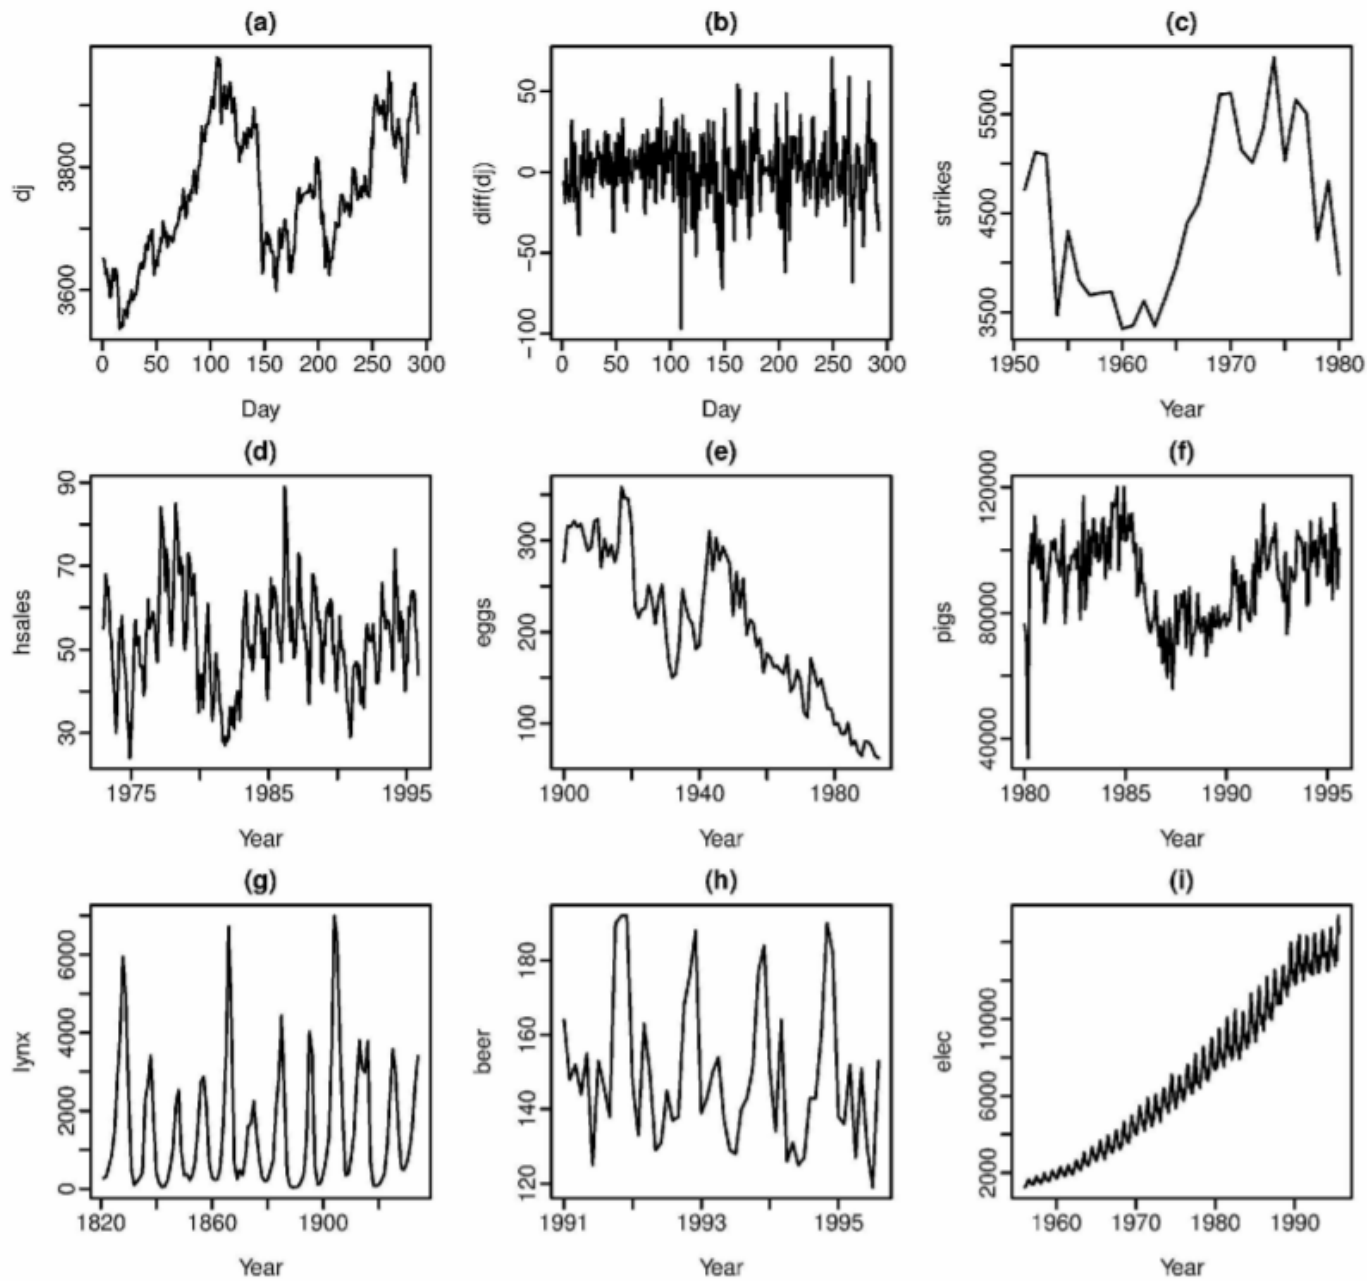 (a)
dj
3600 3800
0 50 100 150 200 250 300
Day
(b)
diff(dj)
−100 −50 0 50
0 50 100 150 200 250 300
Day
(c)
strikes
3500 4500 5500
1950 1960 1970 1980
Year
(d)
hsales
30 50 70 90
1975 1985 1995
Year
(e)
eggs
100 200 300
1900 1940 1980
Year
(f)
pigs
40000 80000 120000
1980 1985 1990 1995
Year
(g)
lynx
0 2000 4000 6000
1820 1860 1900
Year
(h)
beer
120 140 160 180
1991 1993 1995
Year
(i)
elec
2000 6000 10000
1960 1970 1980 1990
Year